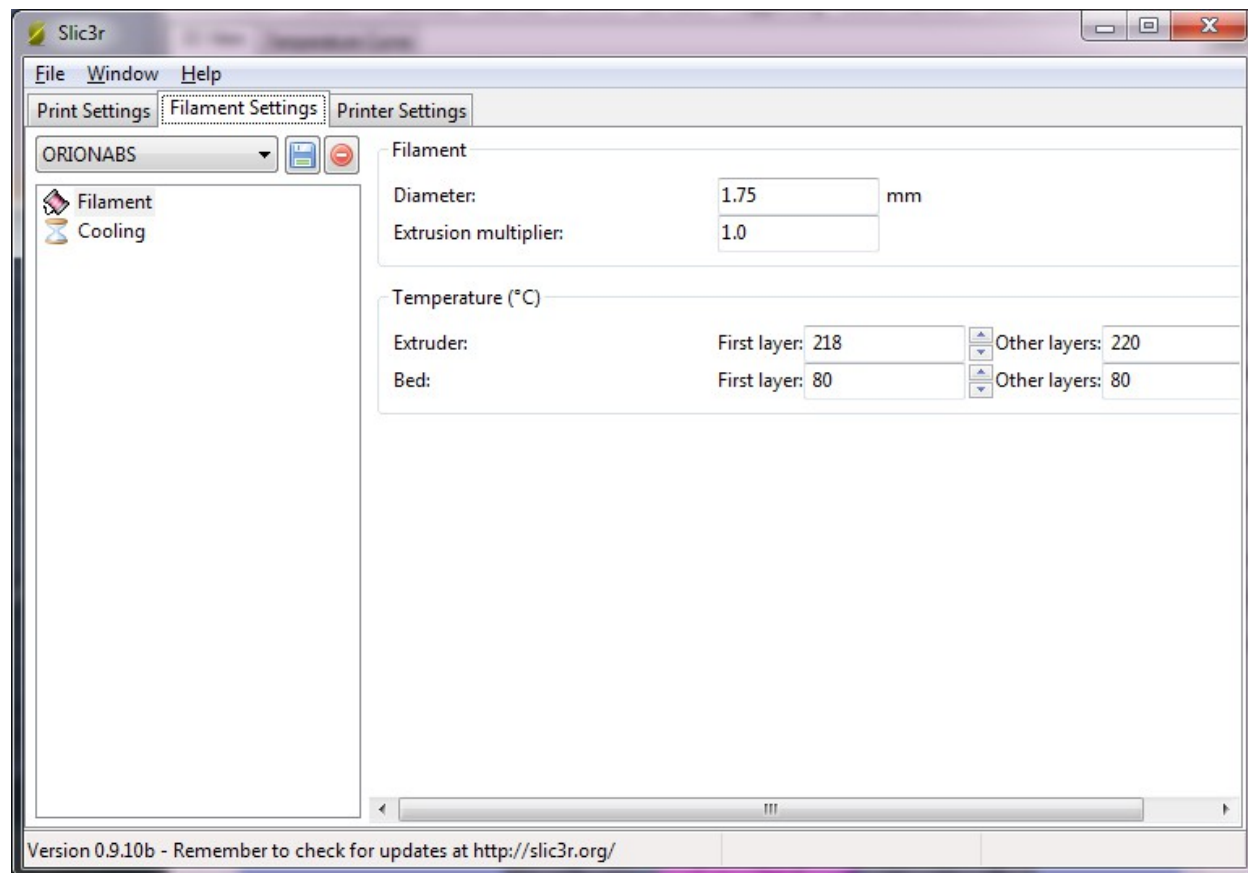 Slic3r
File Window Help
Print Settings Filament Settings Printer Settings
ORIONABS
Filament
Cooling
Filament
Diameter: 1.75 mm
Extrusion multiplier: 1.0
Temperature (°C)
Extruder: First layer: 218 Other layers: 220
Bed: First layer: 80 Other layers: 80
Version 0.9.10b - Remember to check for updates at http://slic3r.org/